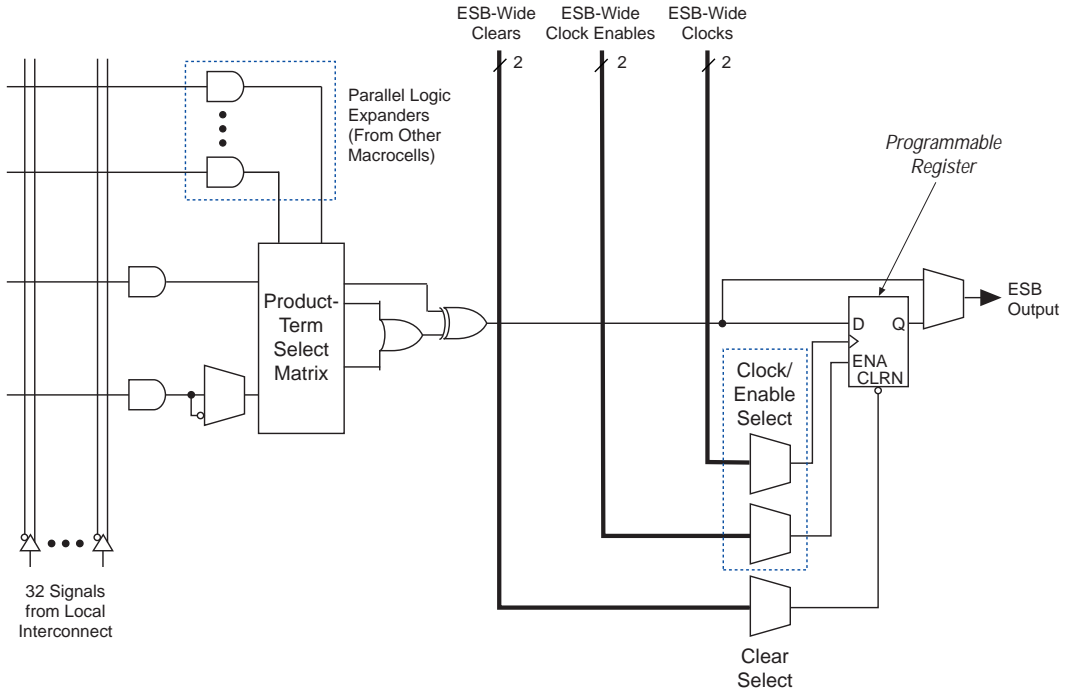 ESB-Wide
Clears
ESB-Wide
Clock Enables
ESB-Wide
Clocks
2
2
2
Parallel Logic
Expanders
(From Other
Macrocells)
Programmable
Register
Product-
Term
Select
Matrix
D
Q
ENA
CLRN
ESB
Output
Clock/
Enable
Select
32 Signals
from Local
Interconnect
Clear
Select